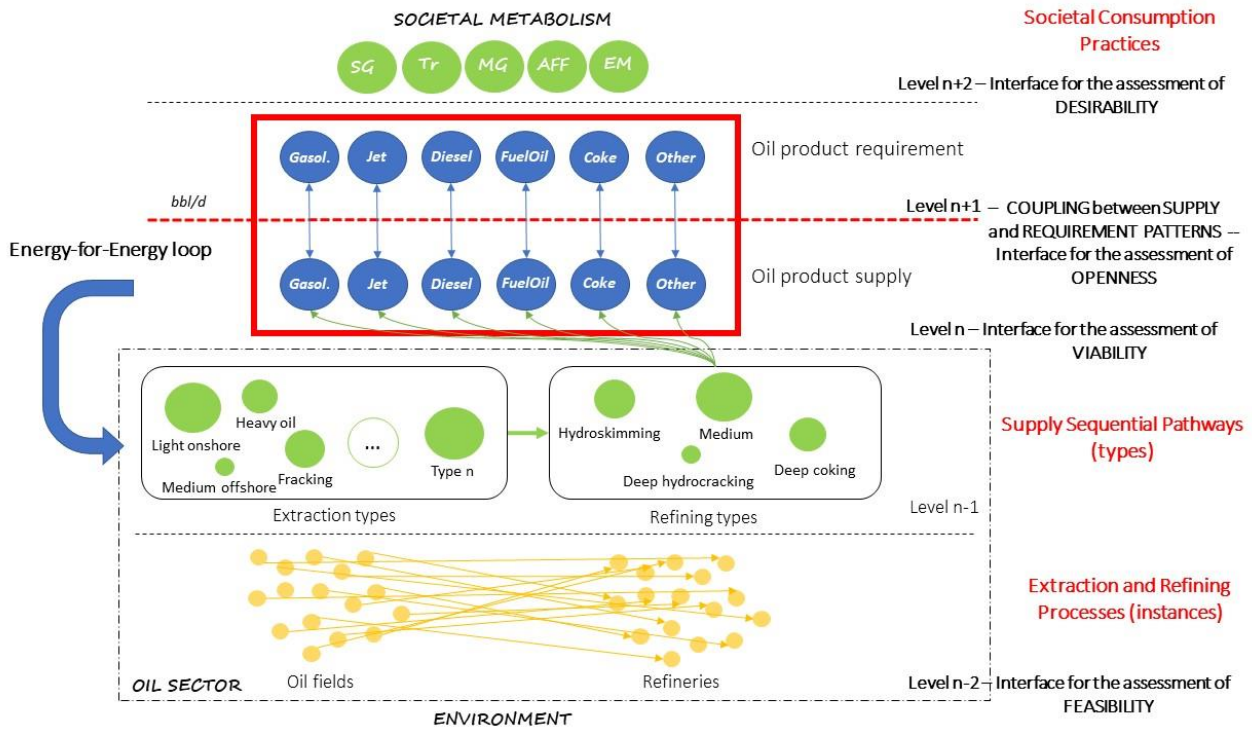 SOCIETAL METABOLISM
Societal Consumption
Practices
SG
Tr
MG
AFF
EM
Level n+2 – Interface for the assessment of
DESIRABILITY
Gasol.
Jet
Diesel
FuelOil
Coke
Other
Oil product requirement
bbl/d
Level n+1 – COUPLING between SUPPLY
and REQUIREMENT PATTERNS –
Interface for the assessment of
OPENNESS
Energy-for-Energy loop
Gasol.
Jet
Diesel
FuelOil
Coke
Other
Oil product supply
Level n – Interface for the assessment of
VIABILITY
Light onshore
Heavy oil
Medium offshore
Fracking
...
Type n
Hydroskimming
Medium
Deep hydrocracking
Deep coking
Supply Sequential Pathways
(types)
Extraction types
Refining types
Level n-1
Extraction and Refining
Processes (instances)
OIL SECTOR
Oil fields
Refineries
Level n-2 – Interface for the assessment of
FEASIBILITY
ENVIRONMENT